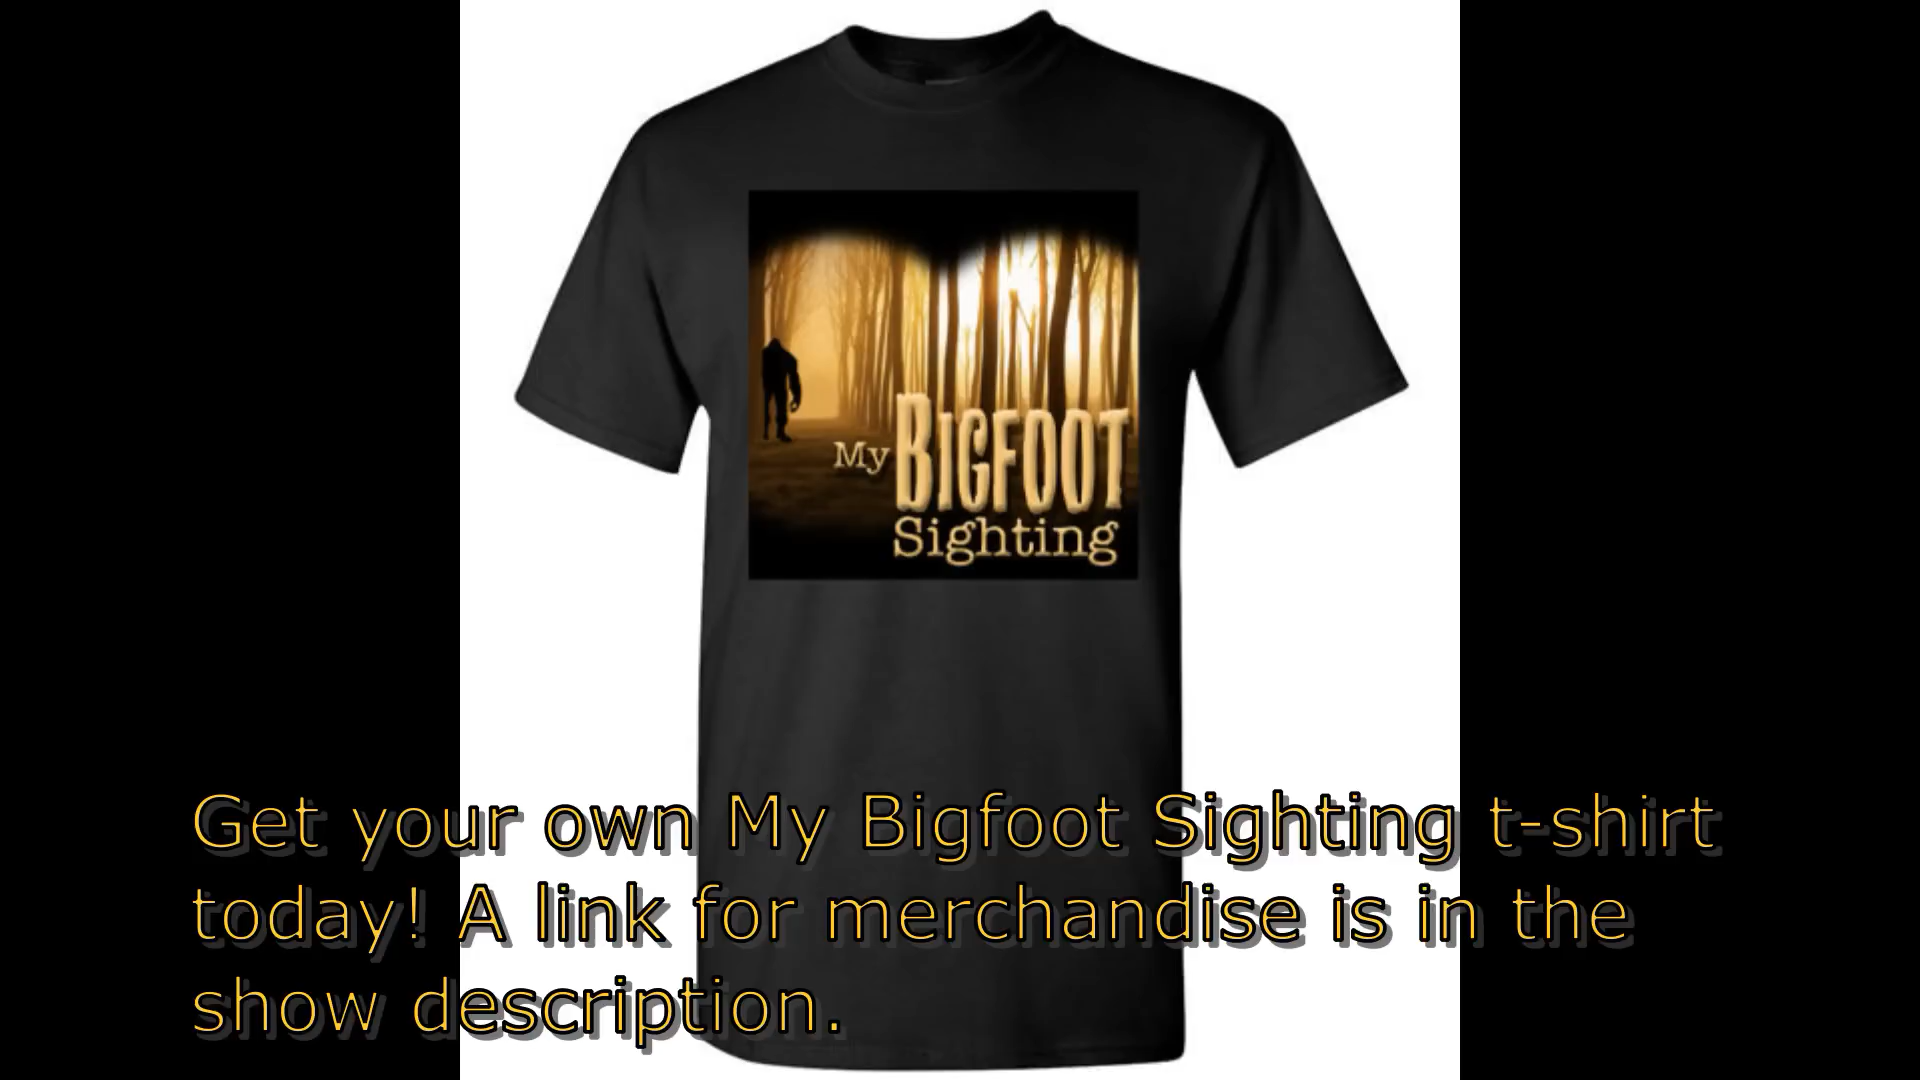 My BIGFOOT
Sighting
Get your own My Bigfoot Sighting t-shirt
today! A link for merchandise is in the
show description.